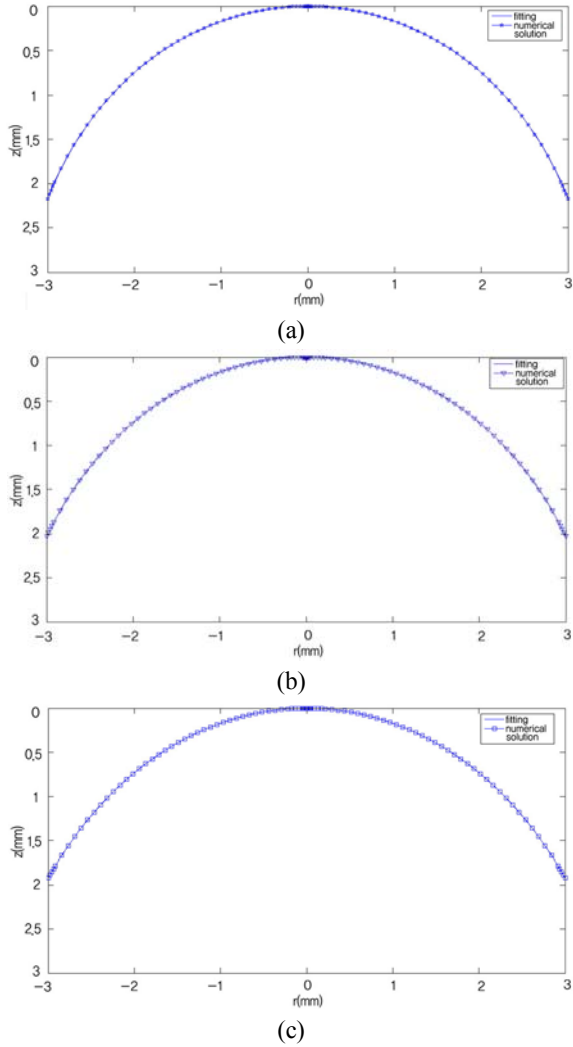 0
0,5
1
1,5
2
2,5
3
z(mm)
fitting
numerical
solution
−3 −2 −1 0 1 2 3
r(mm)
(a)
0
0,5
1
1,5
2
2,5
3
z(mm)
fitting
numerical
solution
−3 −2 −1 0 1 2 3
r(mm)
(b)
0
0,5
1
1,5
2
2,5
3
z(mm)
fitting
numerical
solution
−3 −2 −1 0 1 2 3
r(mm)
(c)